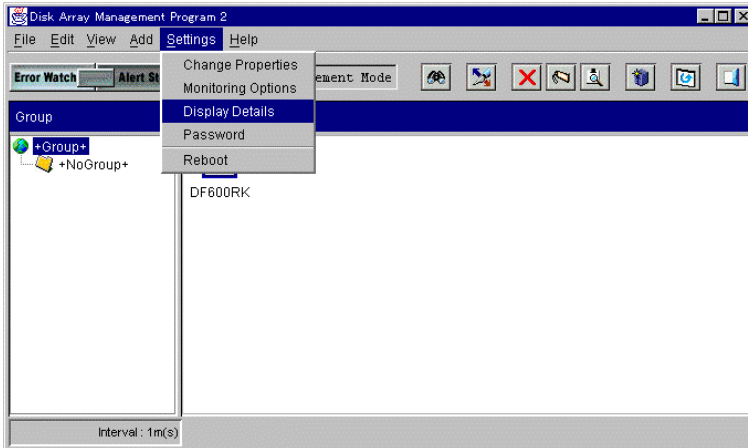 Disk Array Management Program 2
File Edit View Add Settings Help
Change Properties
Monitoring Options
Display Details
Password
Reboot
Error Watch Alert St
ement Mode
Group
+Group+
+NoGroup+
DF600RK
Interval : 1m(s)